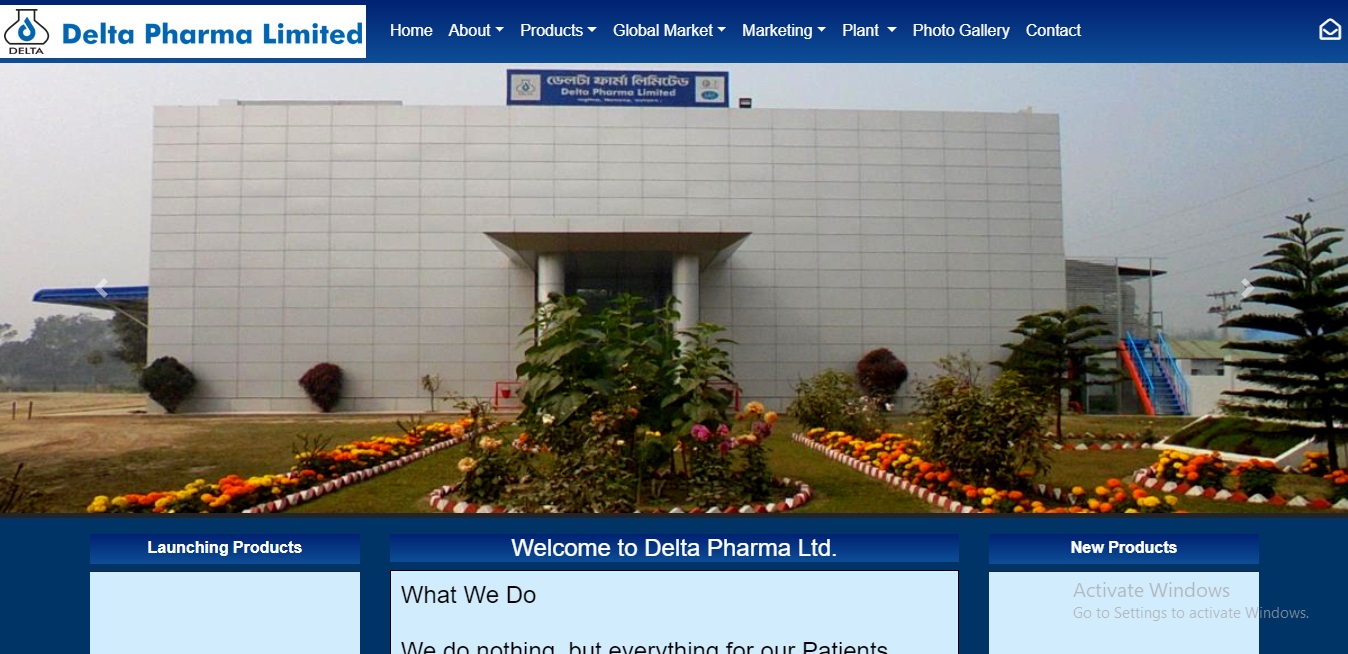 DELTA
Delta Pharma Limited
Home About Products Global Market Marketing Plant Photo Gallery Contact
ডেলটা ফার্মা লিমিটেড
Delta Pharma Limited
Launching Products
Welcome to Delta Pharma Ltd.
New Products
What We Do
We do nothing, but everything for our Patients
Activate Windows
Go to Settings to activate Windows.